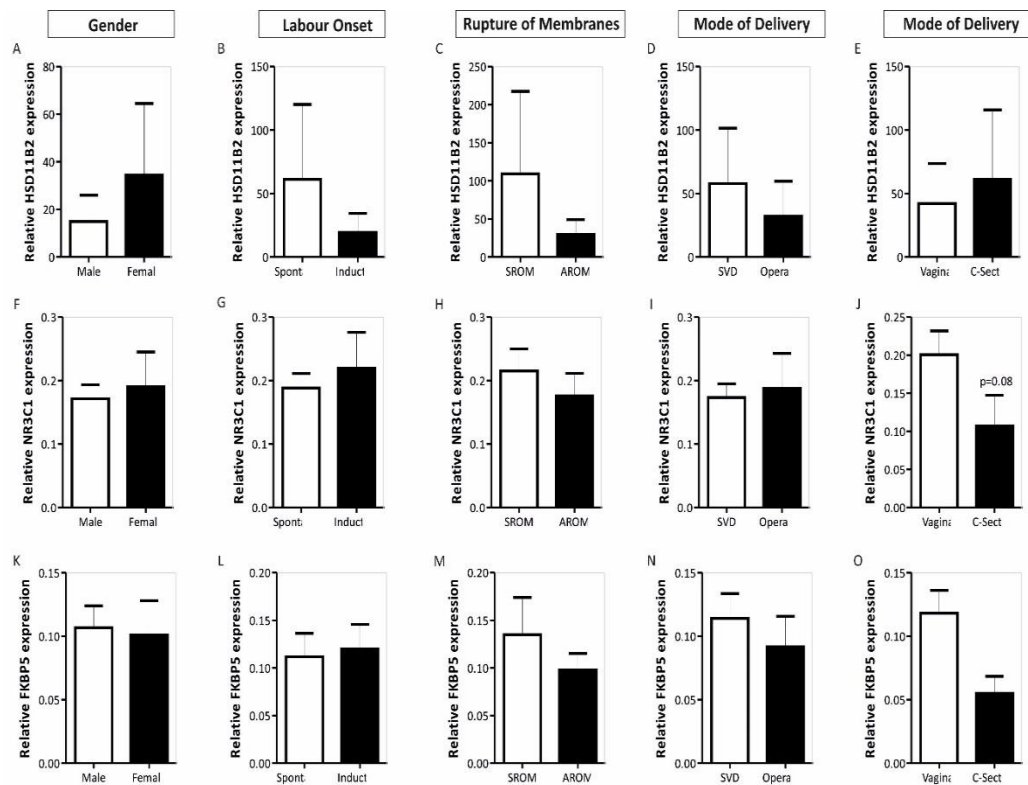 Gender
Labour Onset
Rupture of Membranes
Mode of Delivery
Mode of Delivery
A
Relative HSD11B2 expression
80
60
40
20
0
Male Femal
B
Relative HSD11B2 expression
150
100
50
0
Spont Induct
C
Relative HSD11B2 expression
250
200
150
100
50
0
SROM AROM
D
Relative HSD11B2 expression
150
100
50
0
SVD Opera
E
Relative HSD11B2 expression
150
100
50
0
Vagina C-Sect
F
Relative NR3C1 expression
0.3
0.2
0.1
0.0
Male Femal
G
Relative NR3C1 expression
0.3
0.2
0.1
0.0
Spont Induct
H
Relative NR3C1 expression
0.3
0.2
0.1
0.0
SROM AROM
I
Relative NR3C1 expression
0.3
0.2
0.1
0.0
SVD Opera
J
Relative NR3C1 expression
0.25
0.20
0.15
0.10
0.05
0.00
p=0.08
Vagina C-Sect
K
Relative FKBP5 expression
0.15
0.10
0.05
0.00
Male Femal
L
Relative FKBP5 expression
0.20
0.15
0.10
0.05
0.00
Spont Induct
M
Relative FKBP5 expression
0.20
0.15
0.10
0.05
0.00
SROM AROM
N
Relative FKBP5 expression
0.15
0.10
0.05
0.00
SVD Opera
O
Relative FKBP5 expression
0.15
0.10
0.05
0.00
Vagina C-Sect